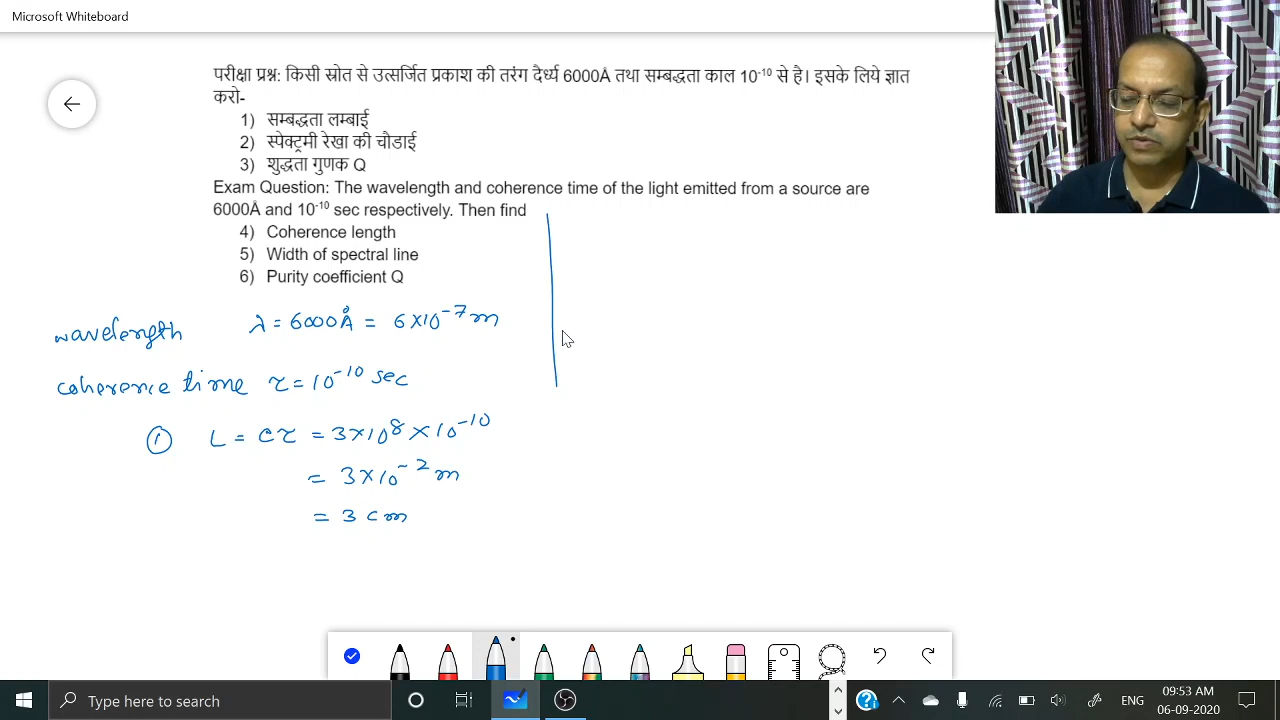 Microsoft Whiteboard
परीक्षा प्रश्न: किसी स्रोत से उत्सर्जित प्रकाश की तरंग दैर्ध्य 6000Å तथा सम्बद्धता काल 10⁻¹⁰ से है। इसके लिये ज्ञात
करो-
1) सम्बद्धता लम्बाई
2) स्पेक्ट्रमी रेखा की चौडाई
3) शुद्धता गुणक Q
Exam Question: The wavelength and coherence time of the light emitted from a source are
6000Å and 10⁻¹⁰ sec respectively. Then find
4) Coherence length
5) Width of spectral line
6) Purity coefficient Q
wavelength λ = 6000Å = 6×10⁻⁷ m
coherence time τ = 10⁻¹⁰ sec
① L = cτ = 3×10⁸ × 10⁻¹⁰
= 3×10⁻² m
= 3 cm
Type here to search
ENG
09:53 AM
06-09-2020